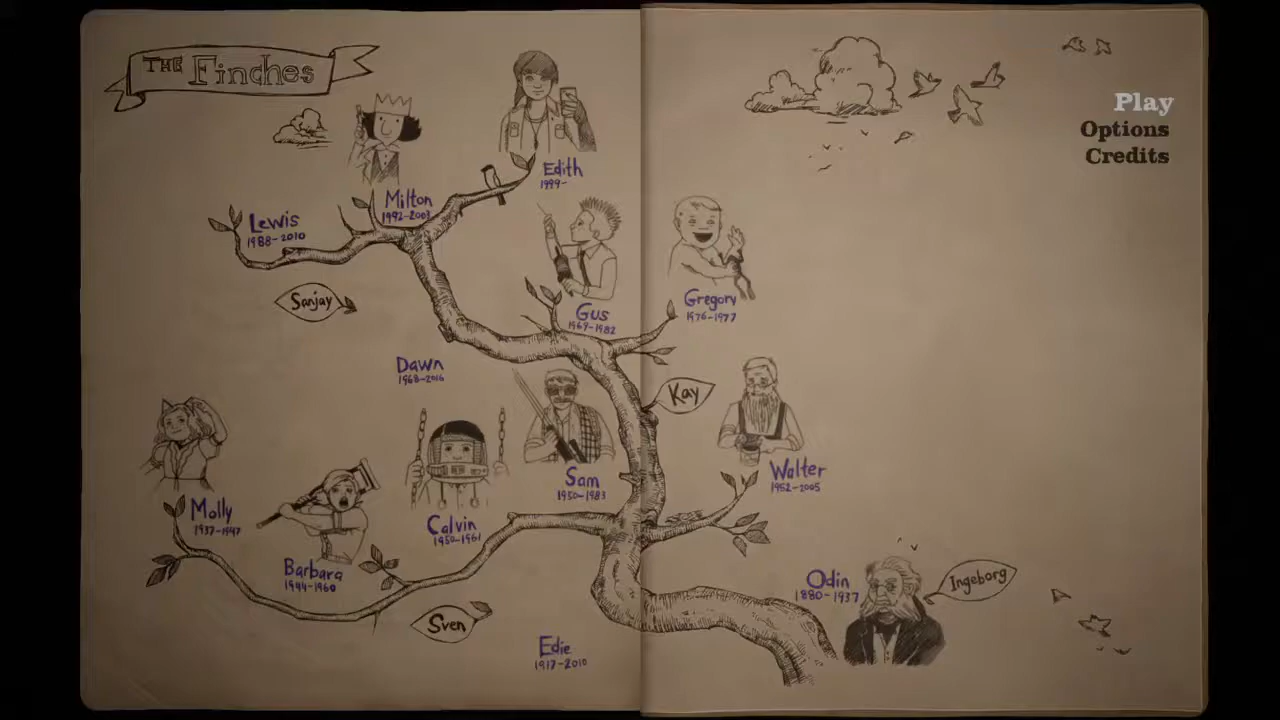 THE Finches
Edith
1999-
Milton
1992-2003
Lewis
1988-2010
Sanjay
Gus
1969-1982
Gregory
1976-1977
Dawn
1968-2016
Kay
Walter
1952-2005
Sam
1950-1983
Calvin
1950-1961
Molly
1937-1947
Barbara
1944-1960
Sven
Edie
1917-2010
Odin
1880-1937
Ingeborg
Play
Options
Credits